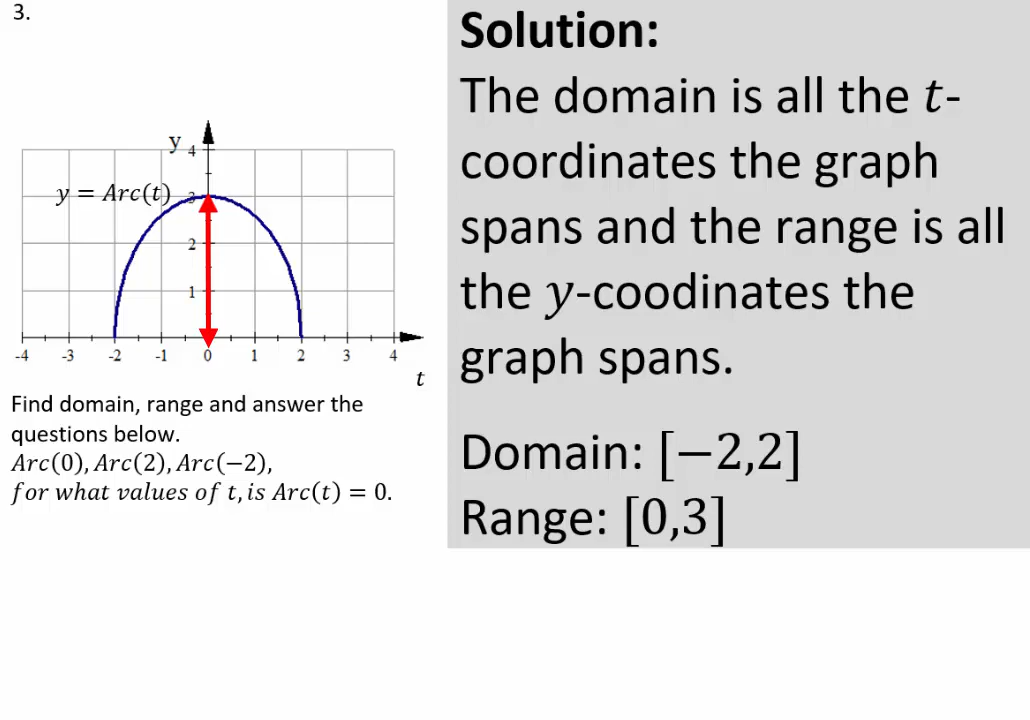 3.
y
4
y = Arc(t)
3
2
1
-4 -3 -2 -1 0 1 2 3 4
t
Find domain, range and answer the
questions below.
Arc(0), Arc(2), Arc(−2),
for what values of t, is Arc(t) = 0.
Solution:
The domain is all the t-
coordinates the graph
spans and the range is all
the y-coodinates the
graph spans.
Domain: [−2,2]
Range: [0,3]